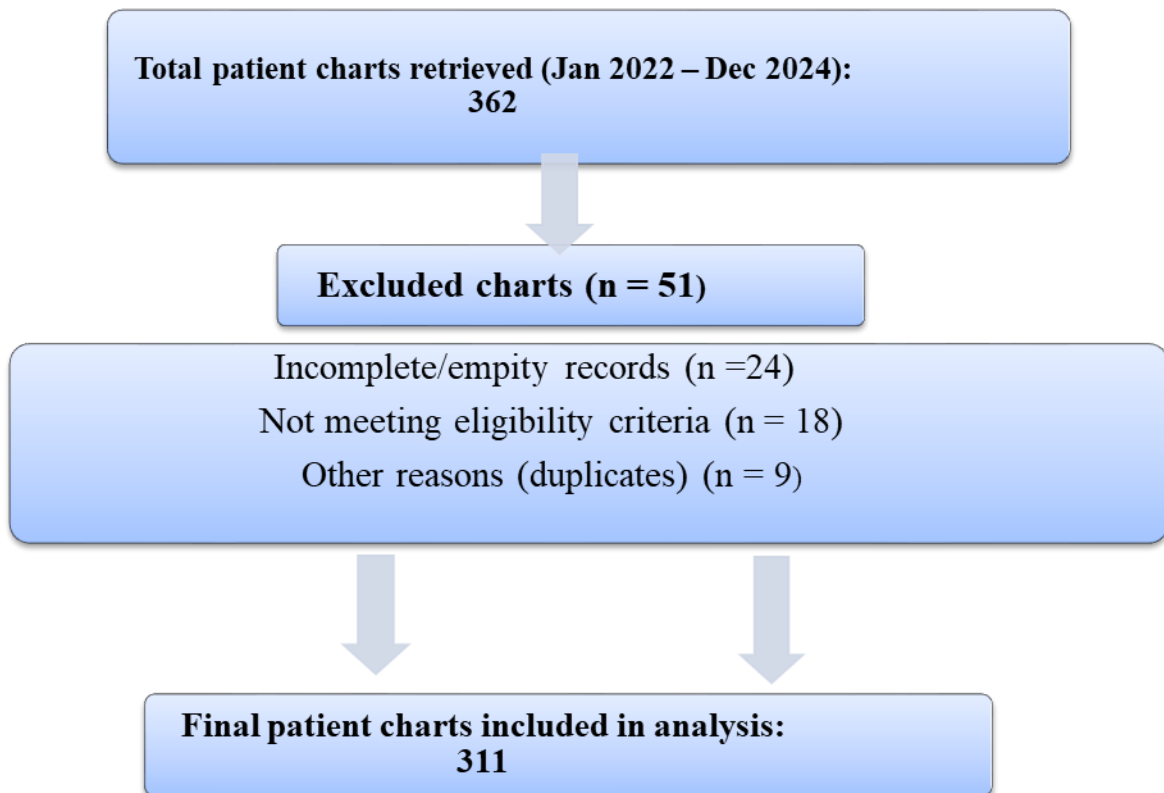 Total patient charts retrieved (Jan 2022 – Dec 2024):
362
Excluded charts (n = 51)
Incomplete/empity records (n =24)
Not meeting eligibility criteria (n = 18)
Other reasons (duplicates) (n = 9)
Final patient charts included in analysis:
311